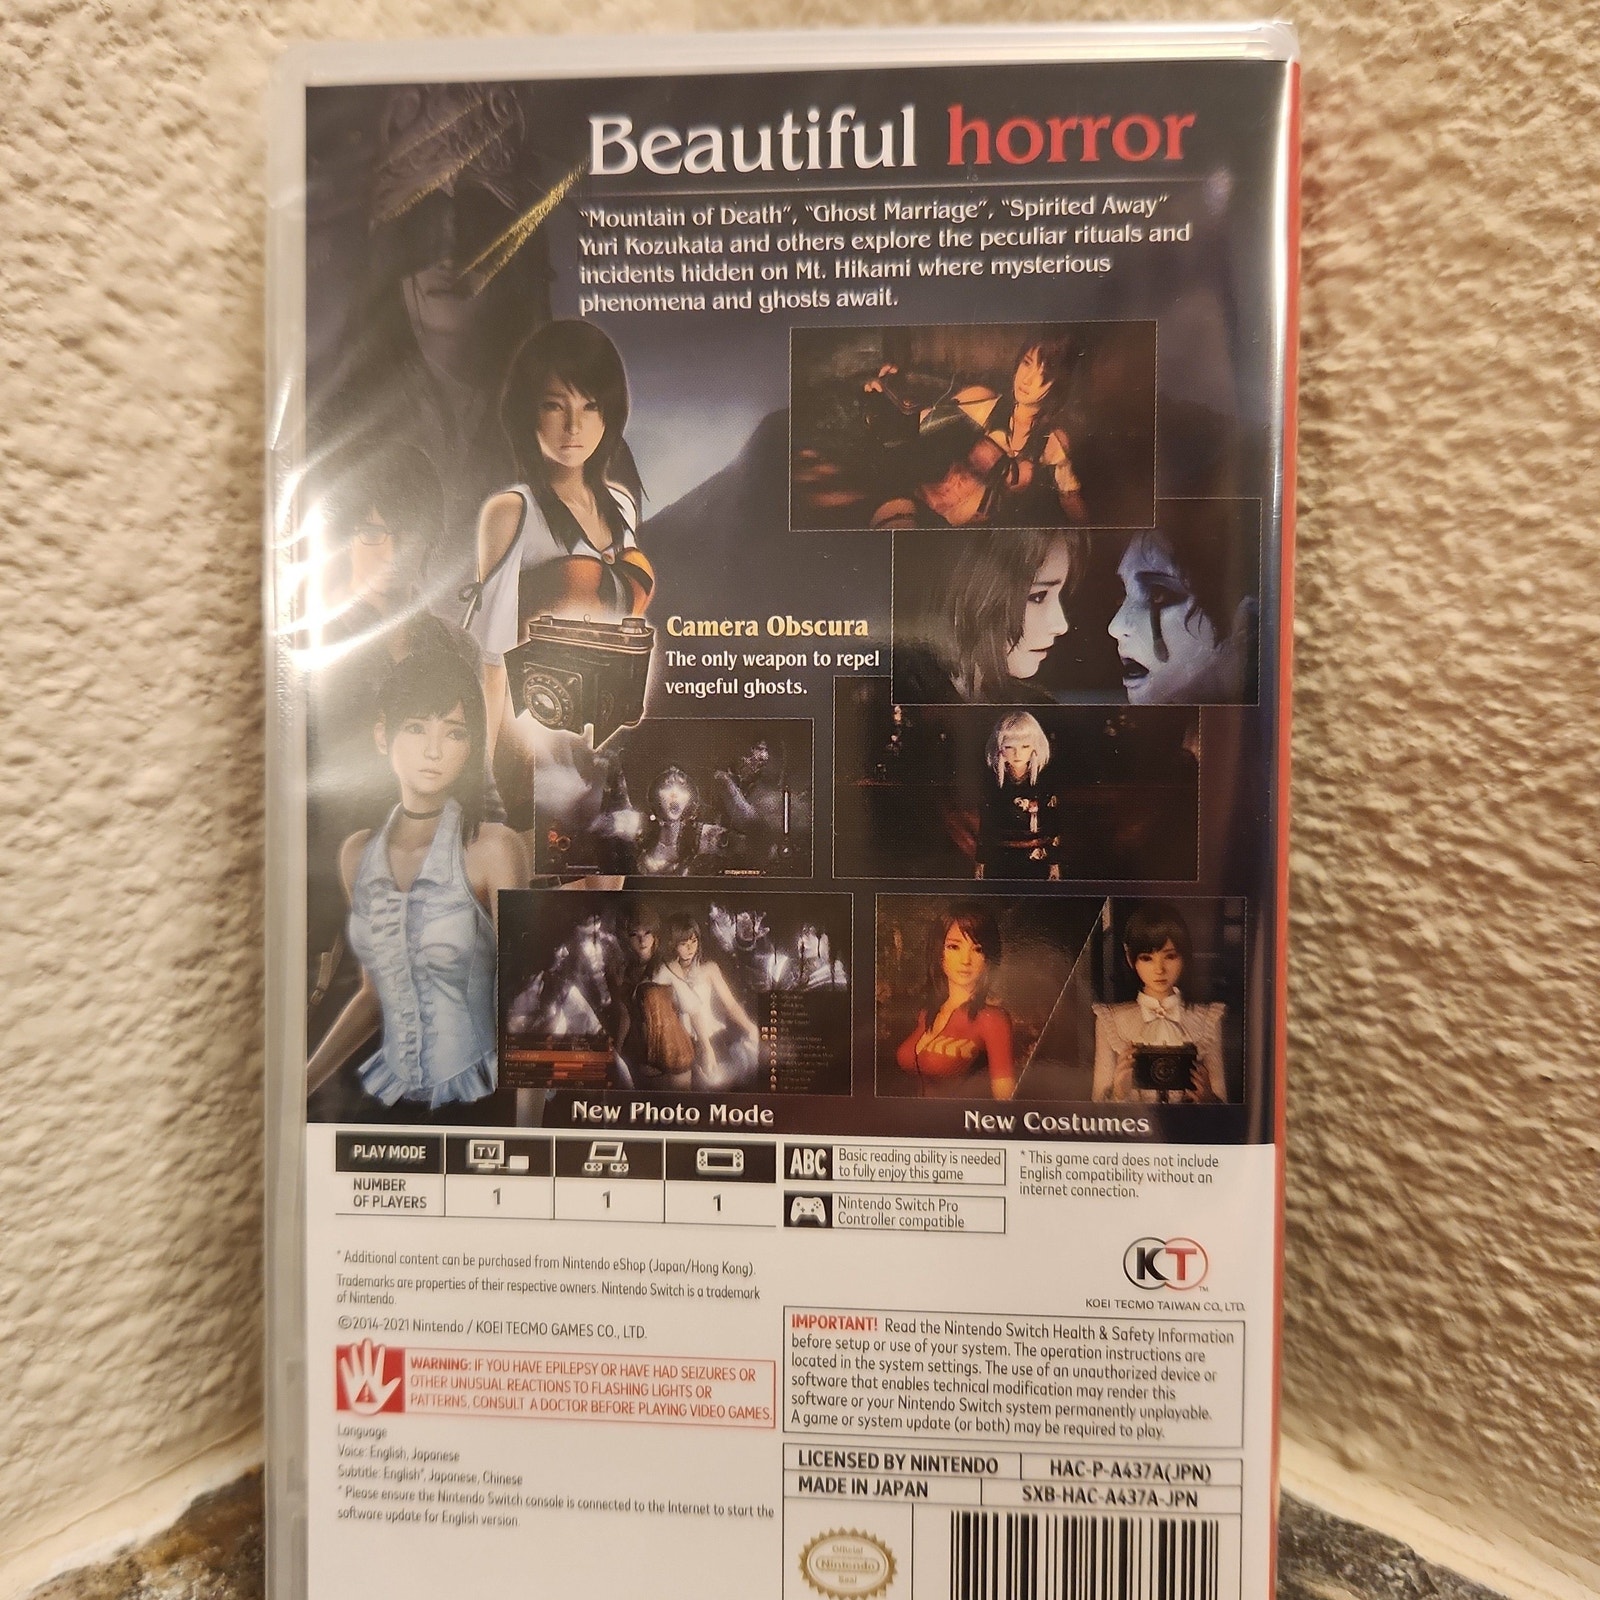 Beautiful horror
"Mountain of Death", "Ghost Marriage", "Spirited Away"
Yuri Kozukata and others explore the peculiar rituals and
incidents hidden on Mt. Hikami where mysterious
phenomena and ghosts await.
Camera Obscura
The only weapon to repel
vengeful ghosts.
New Photo Mode
New Costumes
PLAY MODE
TV
NUMBER
OF PLAYERS
1
1
1
ABC
Basic reading ability is needed
to fully enjoy this game
Nintendo Switch Pro
Controller compatible
* This game card does not include
English compatibility without an
internet connection.
* Additional content can be purchased from Nintendo eShop (Japan/Hong Kong).
Trademarks are properties of their respective owners. Nintendo Switch is a trademark
of Nintendo.
©2014-2021 Nintendo / KOEI TECMO GAMES CO., LTD.
KT
TM
KOEI TECMO TAIWAN CO., LTD.
WARNING: IF YOU HAVE EPILEPSY OR HAVE HAD SEIZURES OR
OTHER UNUSUAL REACTIONS TO FLASHING LIGHTS OR
PATTERNS, CONSULT A DOCTOR BEFORE PLAYING VIDEO GAMES.
IMPORTANT! Read the Nintendo Switch Health & Safety Information
before setup or use of your system. The operation instructions are
located in the system settings. The use of an unauthorized device or
software that enables technical modification may render this
software or your Nintendo Switch system permanently unplayable.
A game or system update (or both) may be required to play.
Language
Voice: English, Japanese
Subtitle: English*, Japanese, Chinese
* Please ensure the Nintendo Switch console is connected to the Internet to start the
software update for English version.
LICENSED BY NINTENDO
HAC-P-A437A(JPN)
MADE IN JAPAN
SXB-HAC-A437A-JPN
Official
Nintendo
Seal